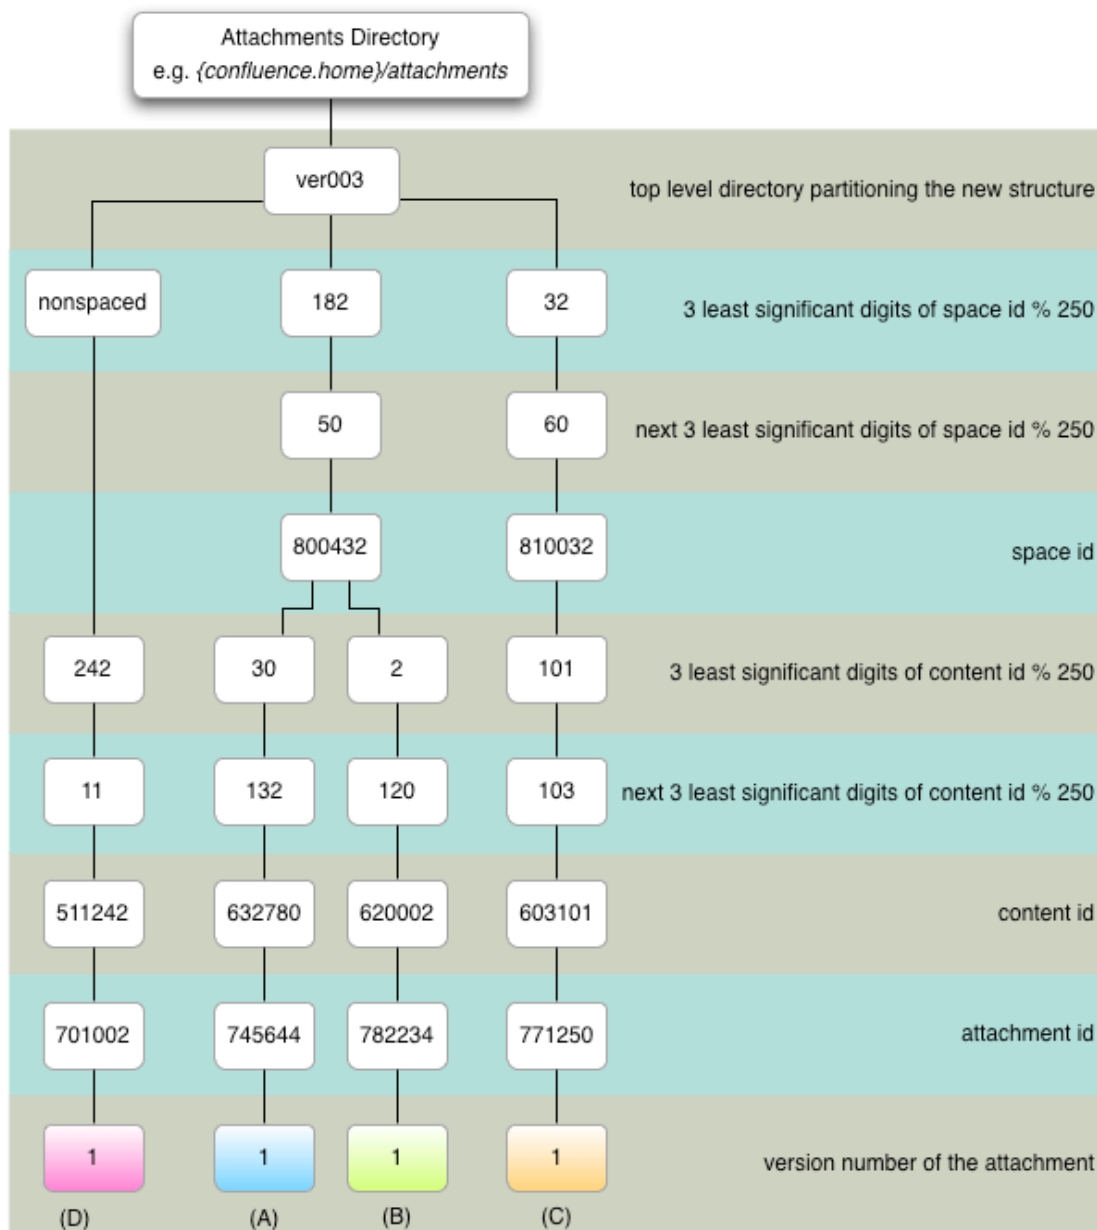 Attachments Directory
e.g. {confluence.home}/attachments
ver003
top level directory partitioning the new structure
nonspaced 182 32 3 least significant digits of space id % 250
50 60 next 3 least significant digits of space id % 250
800432 810032 space id
242 30 2 101 3 least significant digits of content id % 250
11 132 120 103 next 3 least significant digits of content id % 250
511242 632780 620002 603101 content id
701002 745644 782234 771250 attachment id
1 1 1 1 version number of the attachment
(D) (A) (B) (C)